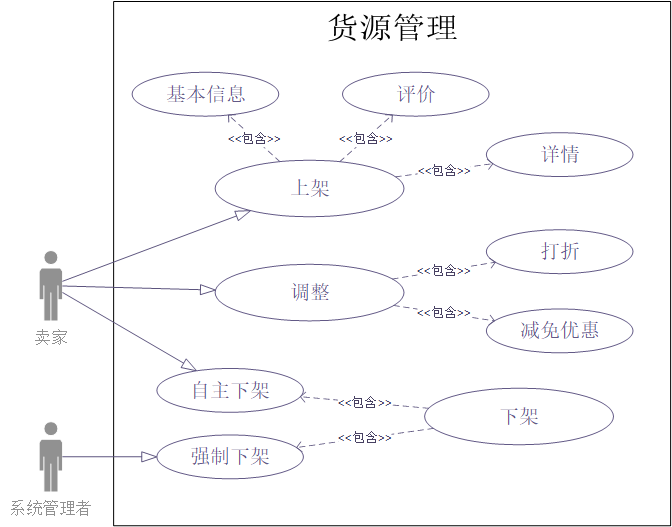 货源管理
基本信息
评价
<<包含>>
<<包含>>
详情
<<包含>>
上架
打折
<<包含>>
调整
<<包含>>
减免优惠
卖家
自主下架
<<包含>>
下架
<<包含>>
强制下架
系统管理者